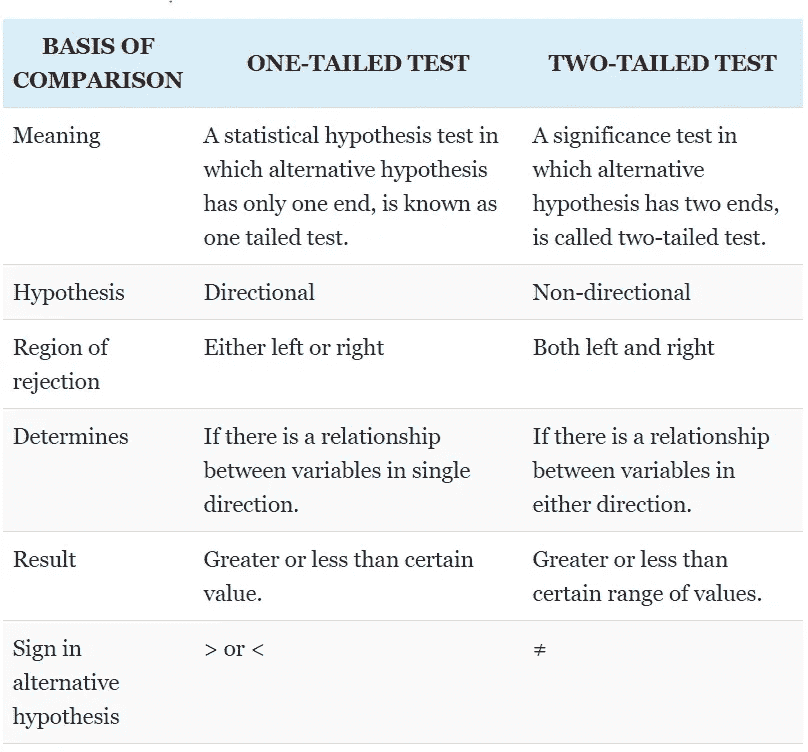 BASIS OF
COMPARISON
ONE-TAILED TEST
TWO-TAILED TEST
Meaning
A statistical hypothesis test in
which alternative hypothesis
has only one end, is known as
one tailed test.
A significance test in
which alternative
hypothesis has two ends,
is called two-tailed test.
Hypothesis
Directional
Non-directional
Region of
rejection
Either left or right
Both left and right
Determines
If there is a relationship
between variables in single
direction.
If there is a relationship
between variables in
either direction.
Result
Greater or less than certain
value.
Greater or less than
certain range of values.
Sign in
alternative
hypothesis
> or <
≠